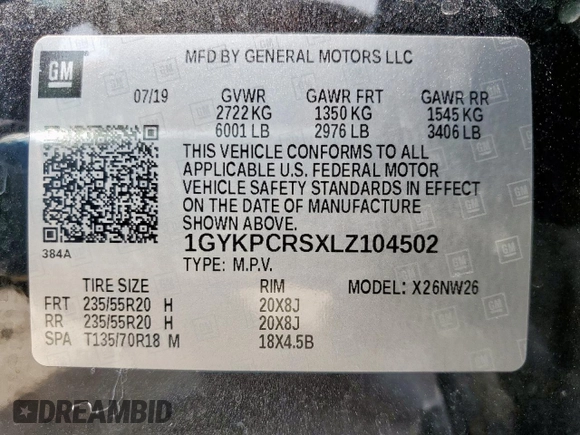 GM
MFD BY GENERAL MOTORS LLC
07/19 GVWR GAWR FRT GAWR RR
2722 KG 1350 KG 1545 KG
6001 LB 2976 LB 3406 LB
THIS VEHICLE CONFORMS TO ALL
APPLICABLE U.S. FEDERAL MOTOR
VEHICLE SAFETY STANDARDS IN EFFECT
ON THE DATE OF MANUFACTURE
SHOWN ABOVE.
384A
1GYKPCRSXLZ104502
TYPE: M.P.V.
TIRE SIZE RIM MODEL: X26NW26
FRT 235/55R20 H 20X8J
RR 235/55R20 H 20X8J
SPA T135/70R18 M 18X4.5B
DREAMBID